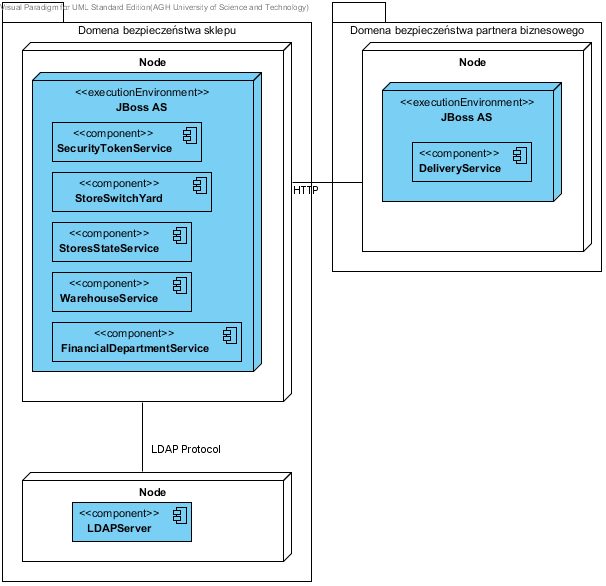 Visual Paradigm for UML Standard Edition(AGH University of Science and Technology)
Domena bezpieczeństwa sklepu
Node
<<executionEnvironment>>
JBoss AS
<<component>>
SecurityTokenService
<<component>>
StoreSwitchYard
<<component>>
StoresStateService
<<component>>
WarehouseService
<<component>>
FinancialDepartmentService
LDAP Protocol
Node
<<component>>
LDAPServer
HTTP
Domena bezpieczeństwa partnera biznesowego
Node
<<executionEnvironment>>
JBoss AS
<<component>>
DeliveryService